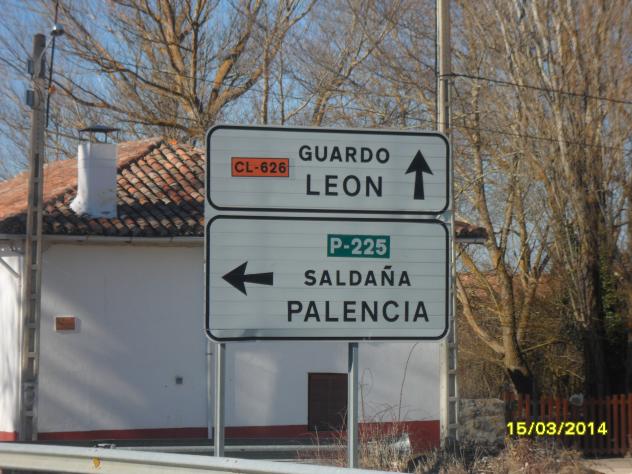 GUARDO
CL-626
LEON
P-225
SALDAÑA
PALENCIA
15/03/2014